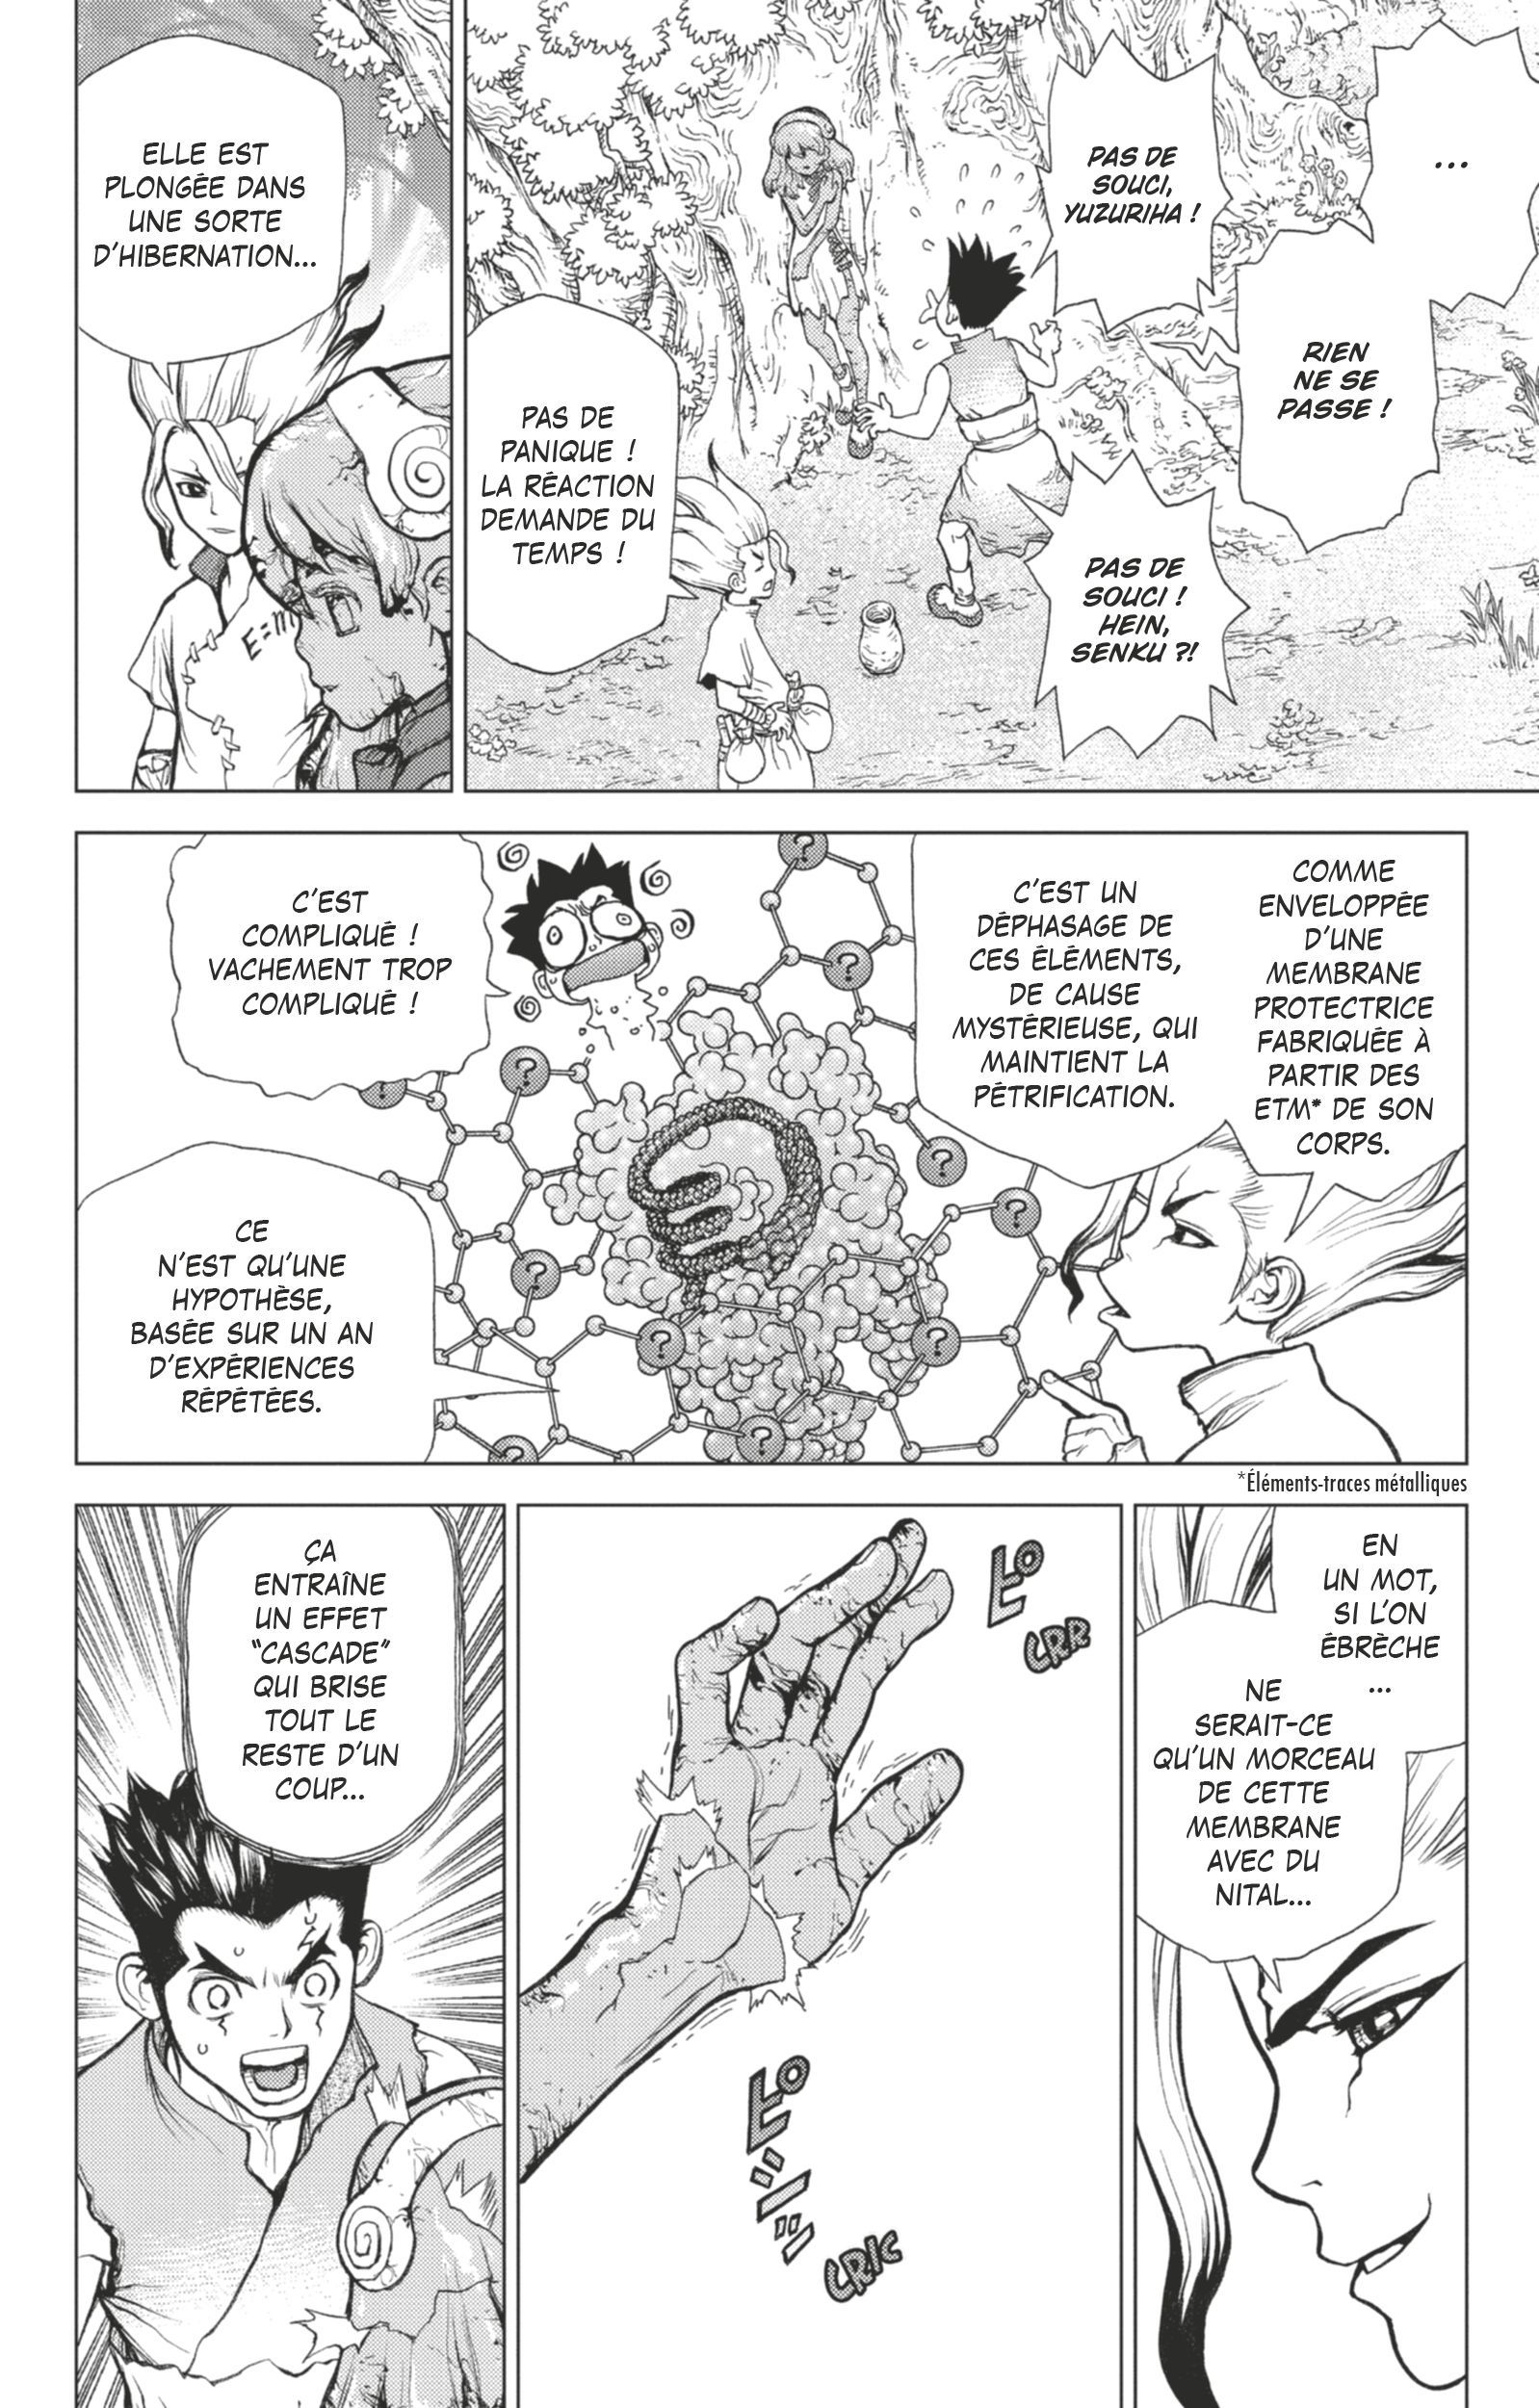 ...
RIEN
NE SE
PASSE !
PAS DE
SOUCI,
YUZURIHA !
PAS DE
SOUCI !
HEIN,
SENKU ?!
PAS DE
PANIQUE !
LA RÉACTION
DEMANDE DU
TEMPS !
ELLE EST
PLONGÉE DANS
UNE SORTE
D'HIBERNATION...
E=m
COMME
ENVELOPPÉE
D'UNE
MEMBRANE
PROTECTRICE
FABRIQUÉE À
PARTIR DES
ETM* DE SON
CORPS.
C'EST UN
DÉPHASAGE DE
CES ÉLÉMENTS,
DE CAUSE
MYSTÉRIEUSE, QUI
MAINTIENT LA
PÉTRIFICATION.
?
?
?
?
?
?
?
?
?
?
C'EST
COMPLIQUÉ !
VACHEMENT TROP
COMPLIQUÉ !
CE
N'EST QU'UNE
HYPOTHÈSE,
BASÉE SUR UN AN
D'EXPÉRIENCES
RÉPÉTÉES.
*Éléments-traces métalliques
EN
UN MOT,
SI L'ON
ÉBRÈCHE
...
NE
SERAIT-CE
QU'UN MORCEAU
DE CETTE
MEMBRANE
AVEC DU
NITAL...
ピ
CRR
ピシッ
CRIC
ÇA
ENTRAÎNE
UN EFFET
"CASCADE"
QUI BRISE
TOUT LE
RESTE D'UN
COUP...